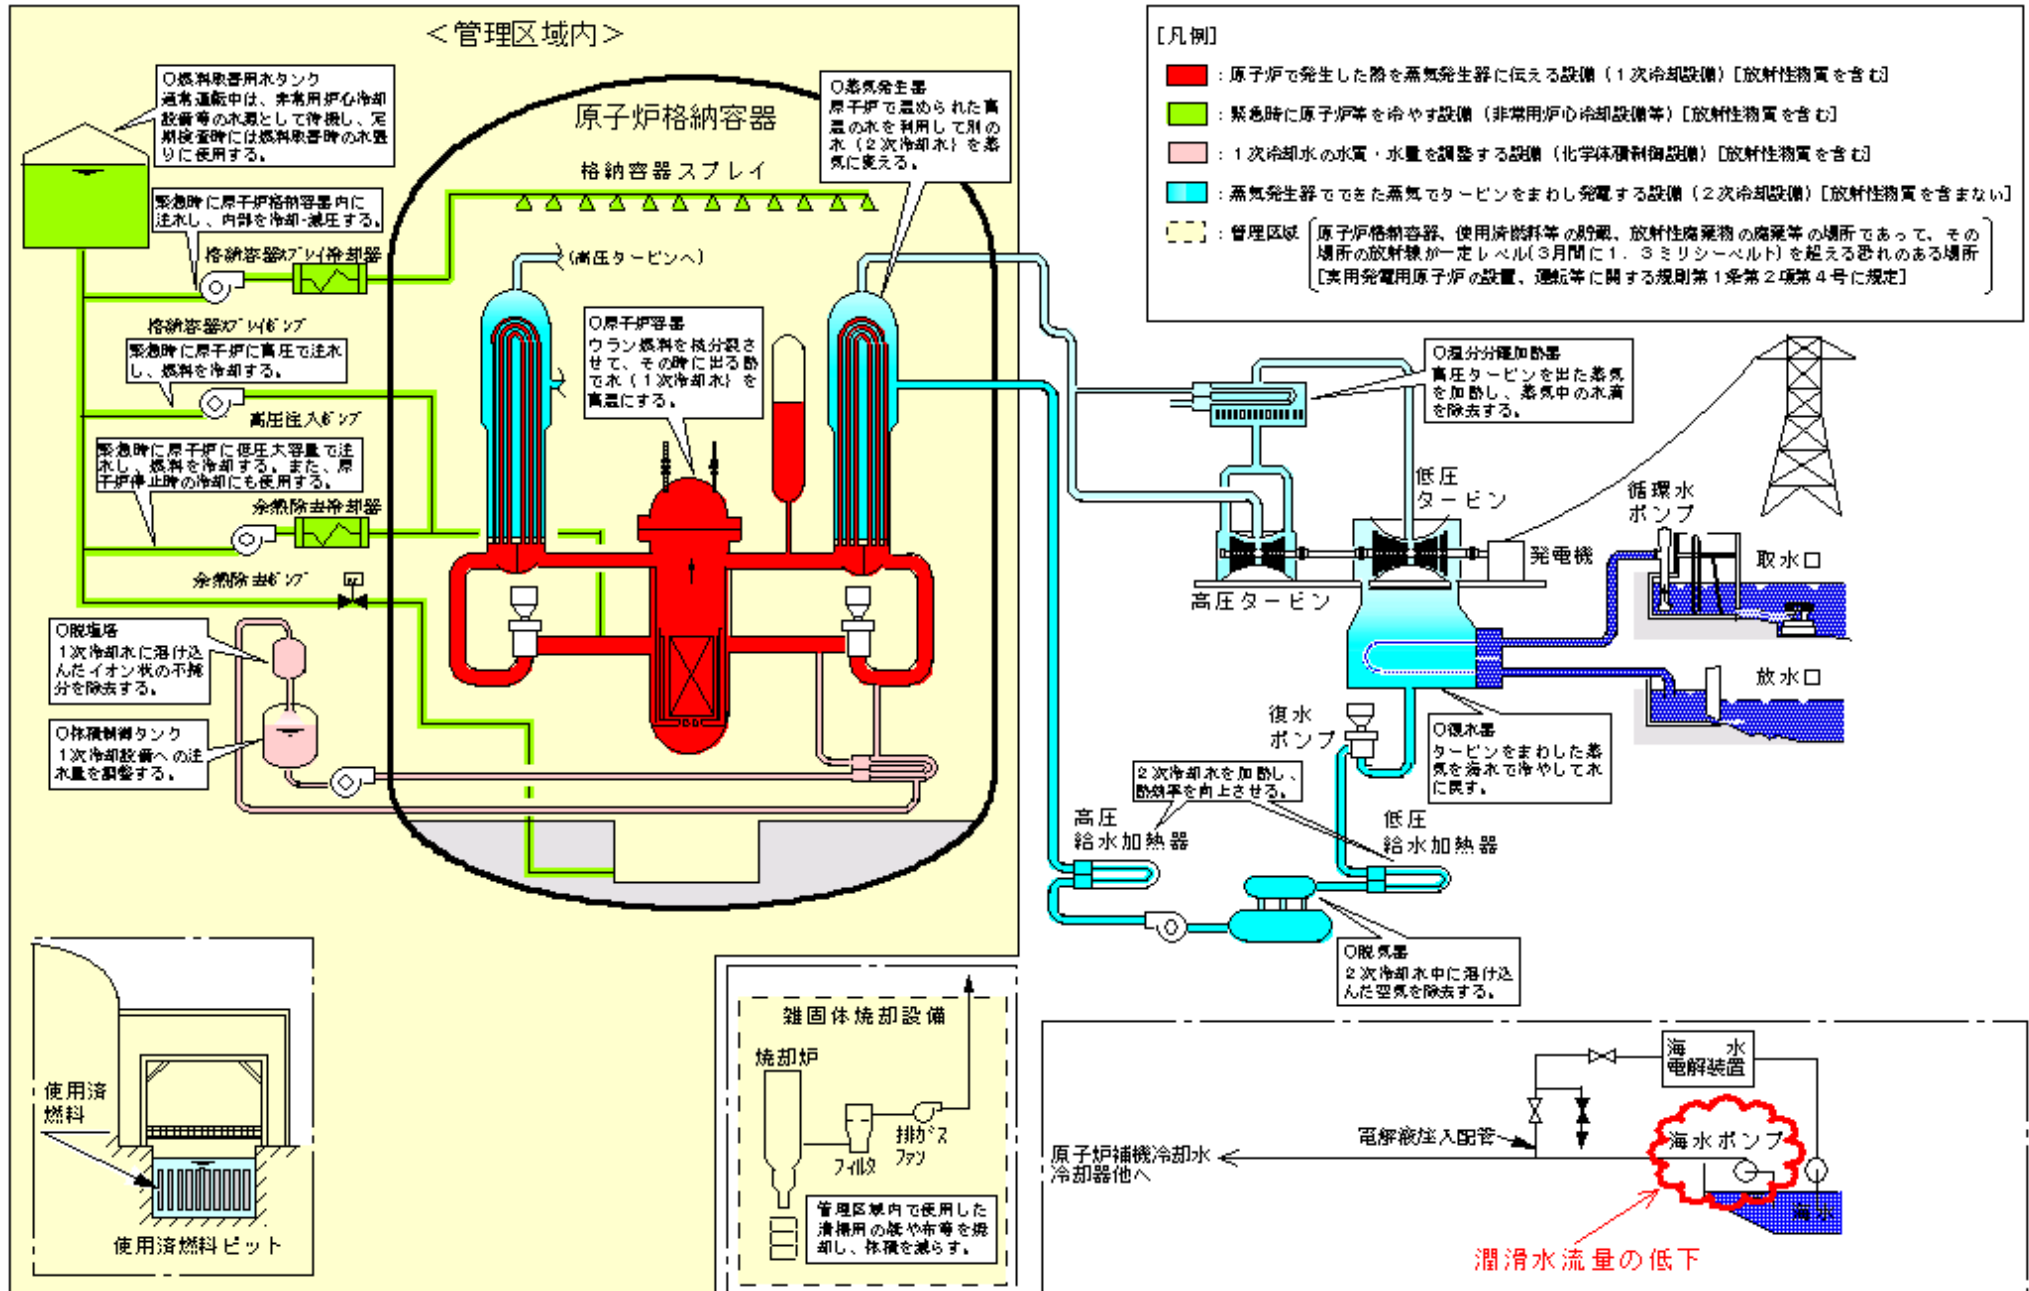 ＜管理区域内＞
○燃料取替用水タンク
通常運転中は、非常用炉心冷却
設備等の水源として待機し、定
期検査時には燃料取替時の水張
りに使用する。
緊急時に原子炉格納容器内に
注水し、内部を冷却・減圧する。
格納容器スプレイ冷却器
格納容器スプレイポンプ
緊急時に原子炉に高圧で注水
し、燃料を冷却する。
高圧注入ポンプ
緊急時に原子炉に低圧大容量で注
水し、燃料を冷却する。また、原
子炉停止時の冷却にも使用する。
余熱除去冷却器
余熱除去ポンプ
○脱塩塔
１次冷却水に溶け込
んだイオン状の不純
分を除去する。
○体積制御タンク
１次冷却設備への注
水量を調整する。
原子炉格納容器
格納容器スプレイ
(高圧タービンへ)
○蒸気発生器
原子炉で温められた高
温の水を利用して別の
水（２次冷却水）を蒸
気に変える。
○原子炉容器
ウラン燃料を核分裂さ
せて、その時に出る熱
で水（１次冷却水）を
高温にする。
[凡例]
：原子炉で発生した熱を蒸気発生器に伝える設備（１次冷却設備）[放射性物質を含む]
：緊急時に原子炉等を冷やす設備（非常用炉心冷却設備等）[放射性物質を含む]
：１次冷却水の水質・水量を調整する設備（化学体積制御設備）[放射性物質を含む]
：蒸気発生器でできた蒸気でタービンをまわし発電する設備（２次冷却設備）[放射性物質を含まない]
：管理区域
原子炉格納容器、使用済燃料等の貯蔵、放射性廃棄物の廃棄等の場所であって、その
場所の放射線が一定レベル(３月間に１．３ミリシーベルト)を超える恐れのある場所
[実用発電用原子炉の設置、運転等に関する規則第１条第２項第４号に規定]
○湿分分離加熱器
高圧タービンを出た蒸気
を加熱し、蒸気中の水滴
を除去する。
低圧
タービン
高圧タービン
発電機
循環水
ポンプ
取水口
放水口
復水
ポンプ
○復水器
タービンをまわした蒸
気を海水で冷やして水
に戻す。
２次冷却水を加熱し、
熱効率を向上させる。
高圧
給水加熱器
低圧
給水加熱器
○脱気器
２次冷却水中に溶け込
んだ空気を除去する。
使用済
燃料
使用済燃料ピット
雑固体焼却設備
焼却炉
フィルタ
排ガス
ファン
管理区域内で使用した
清掃用の紙や布等を焼
却し、体積を減らす。
海　水
電解装置
電解液注入配管
海水ポンプ
原子炉補機冷却水
冷却器他へ
海水
潤滑水流量の低下